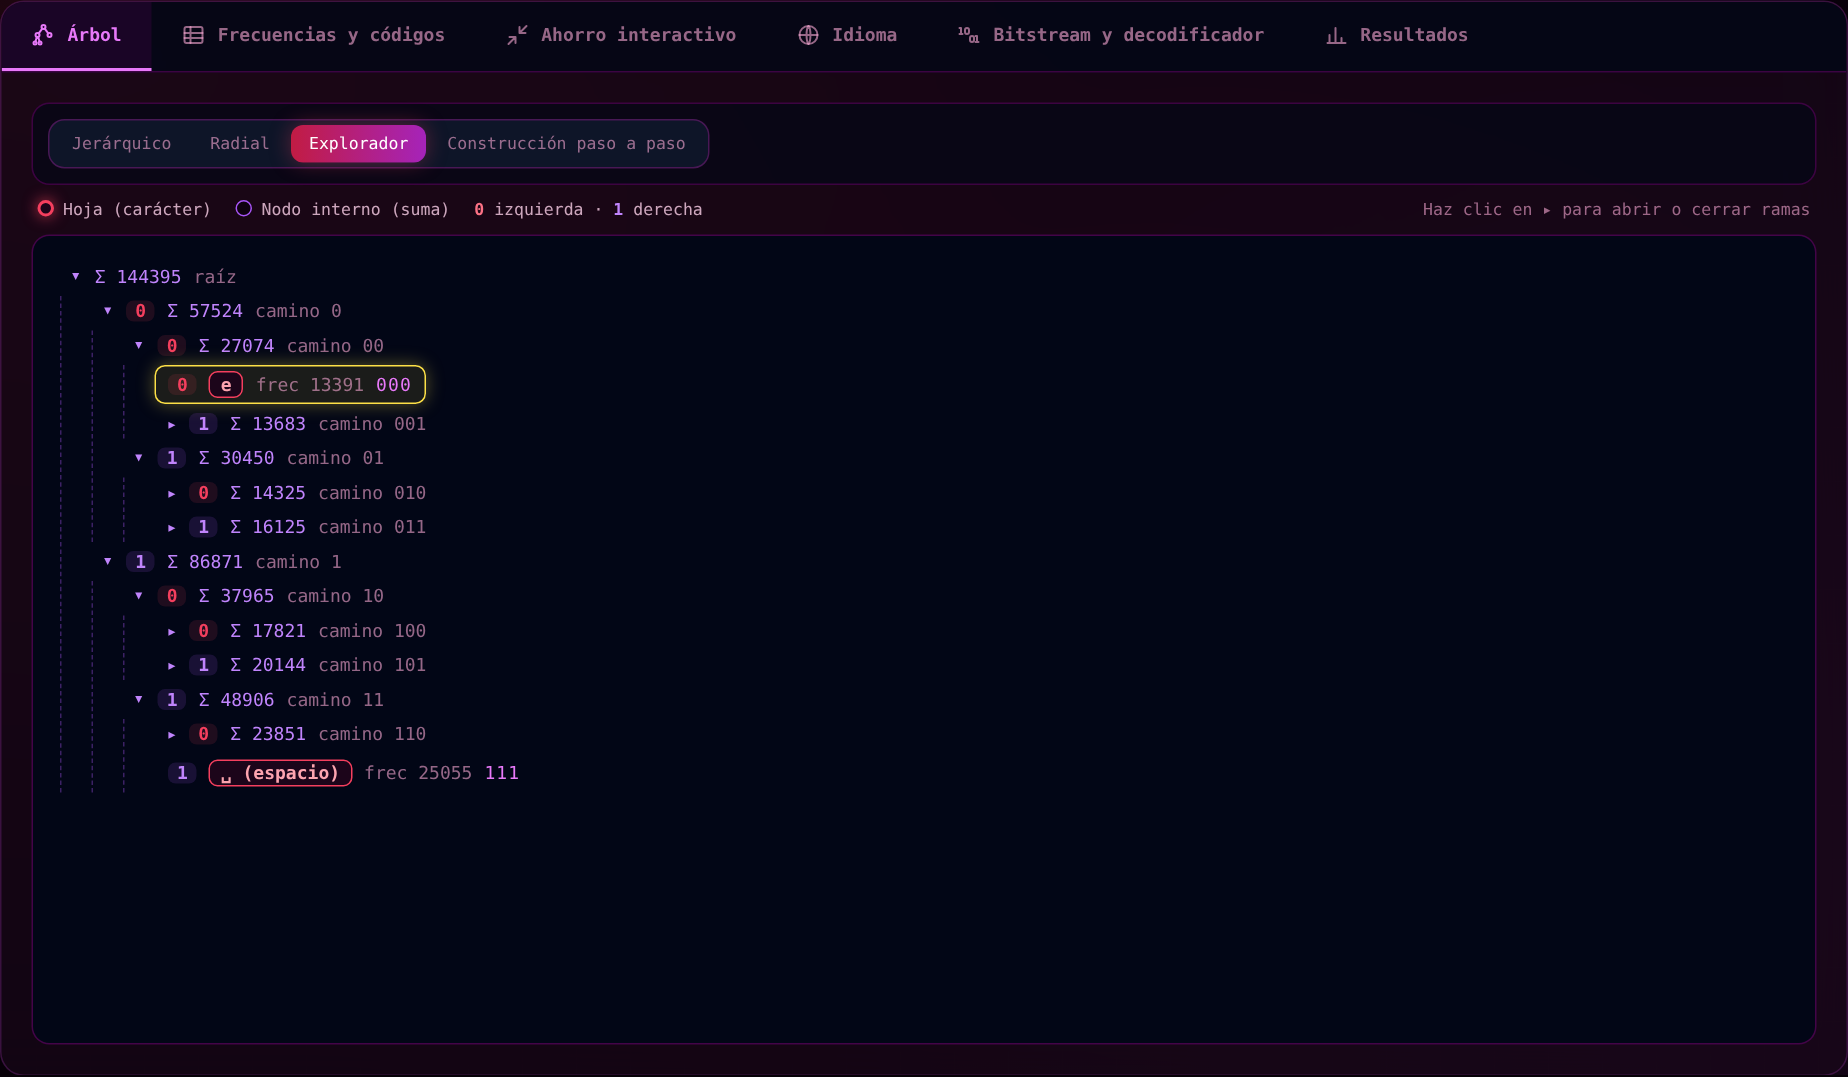 Árbol Frecuencias y códigos Ahorro interactivo Idioma Bitstream y decodificador Resultados
Jerárquico Radial Explorador Construcción paso a paso
Hoja (carácter) Nodo interno (suma) 0 izquierda · 1 derecha Haz clic en ▸ para abrir o cerrar ramas
▾ Σ 144395 raíz
▾ 0 Σ 57524 camino 0
▾ 0 Σ 27074 camino 00
0 e frec 13391 000
▸ 1 Σ 13683 camino 001
▾ 1 Σ 30450 camino 01
▸ 0 Σ 14325 camino 010
▸ 1 Σ 16125 camino 011
▾ 1 Σ 86871 camino 1
▾ 0 Σ 37965 camino 10
▸ 0 Σ 17821 camino 100
▸ 1 Σ 20144 camino 101
▾ 1 Σ 48906 camino 11
▸ 0 Σ 23851 camino 110
1 ␣ (espacio) frec 25055 111